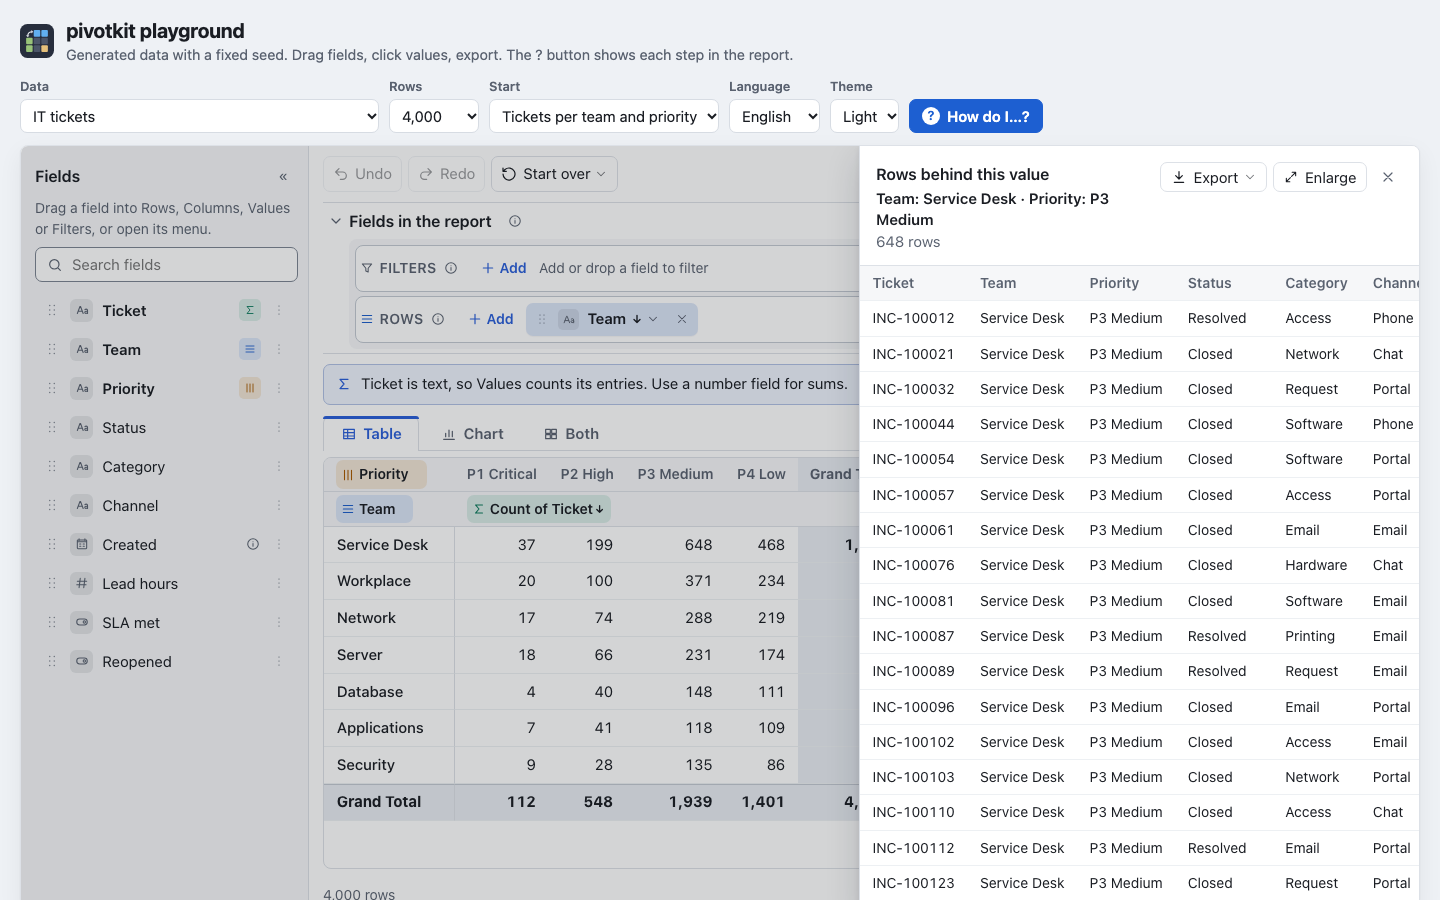 pivotkit playground
Generated data with a fixed seed. Drag fields, click values, export. The ? button shows each step in the report.
Data
Rows
Start
Language
Theme
IT tickets
4,000
Tickets per team and priority
English
Light
? How do I...?
Fields
«
Drag a field into Rows, Columns, Values
or Filters, or open its menu.
Search fields
Aa Ticket Σ
Aa Team
Aa Priority
Aa Status
Aa Category
Aa Channel
Created
# Lead hours
SLA met
Reopened
Undo
Redo
Start over
Fields in the report
FILTERS + Add Add or drop a field to filter
ROWS + Add Aa Team ↓
Σ Ticket is text, so Values counts its entries. Use a number field for sums.
Table
Chart
Both
Priority P1 Critical P2 High P3 Medium P4 Low Grand T
Team Σ Count of Ticket ↓
Service Desk 37 199 648 468 1,
Workplace 20 100 371 234
Network 17 74 288 219
Server 18 66 231 174
Database 4 40 148 111
Applications 7 41 118 109
Security 9 28 135 86
Grand Total 112 548 1,939 1,401 4,
4,000 rows
Rows behind this value
Team: Service Desk · Priority: P3
Medium
648 rows
Export
Enlarge
Ticket Team Priority Status Category Channe
INC-100012 Service Desk P3 Medium Resolved Access Phone
INC-100021 Service Desk P3 Medium Closed Network Chat
INC-100032 Service Desk P3 Medium Closed Request Portal
INC-100044 Service Desk P3 Medium Closed Software Phone
INC-100054 Service Desk P3 Medium Closed Software Portal
INC-100057 Service Desk P3 Medium Closed Access Portal
INC-100061 Service Desk P3 Medium Closed Email Email
INC-100076 Service Desk P3 Medium Closed Hardware Chat
INC-100081 Service Desk P3 Medium Closed Software Email
INC-100087 Service Desk P3 Medium Resolved Printing Email
INC-100089 Service Desk P3 Medium Resolved Request Email
INC-100096 Service Desk P3 Medium Closed Email Portal
INC-100102 Service Desk P3 Medium Closed Access Email
INC-100103 Service Desk P3 Medium Closed Network Portal
INC-100110 Service Desk P3 Medium Closed Access Chat
INC-100112 Service Desk P3 Medium Resolved Email Portal
INC-100123 Service Desk P3 Medium Closed Request Portal